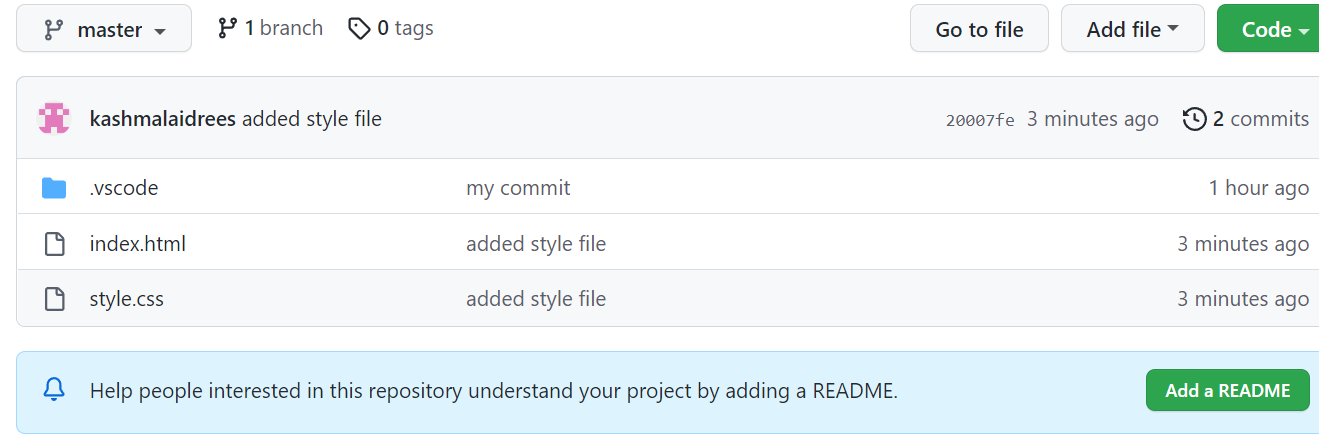 master 1 branch 0 tags Go to file Add file Code
kashmalaidrees added style file 20007fe 3 minutes ago 2 commits
.vscode my commit 1 hour ago
index.html added style file 3 minutes ago
style.css added style file 3 minutes ago
Help people interested in this repository understand your project by adding a README. Add a README